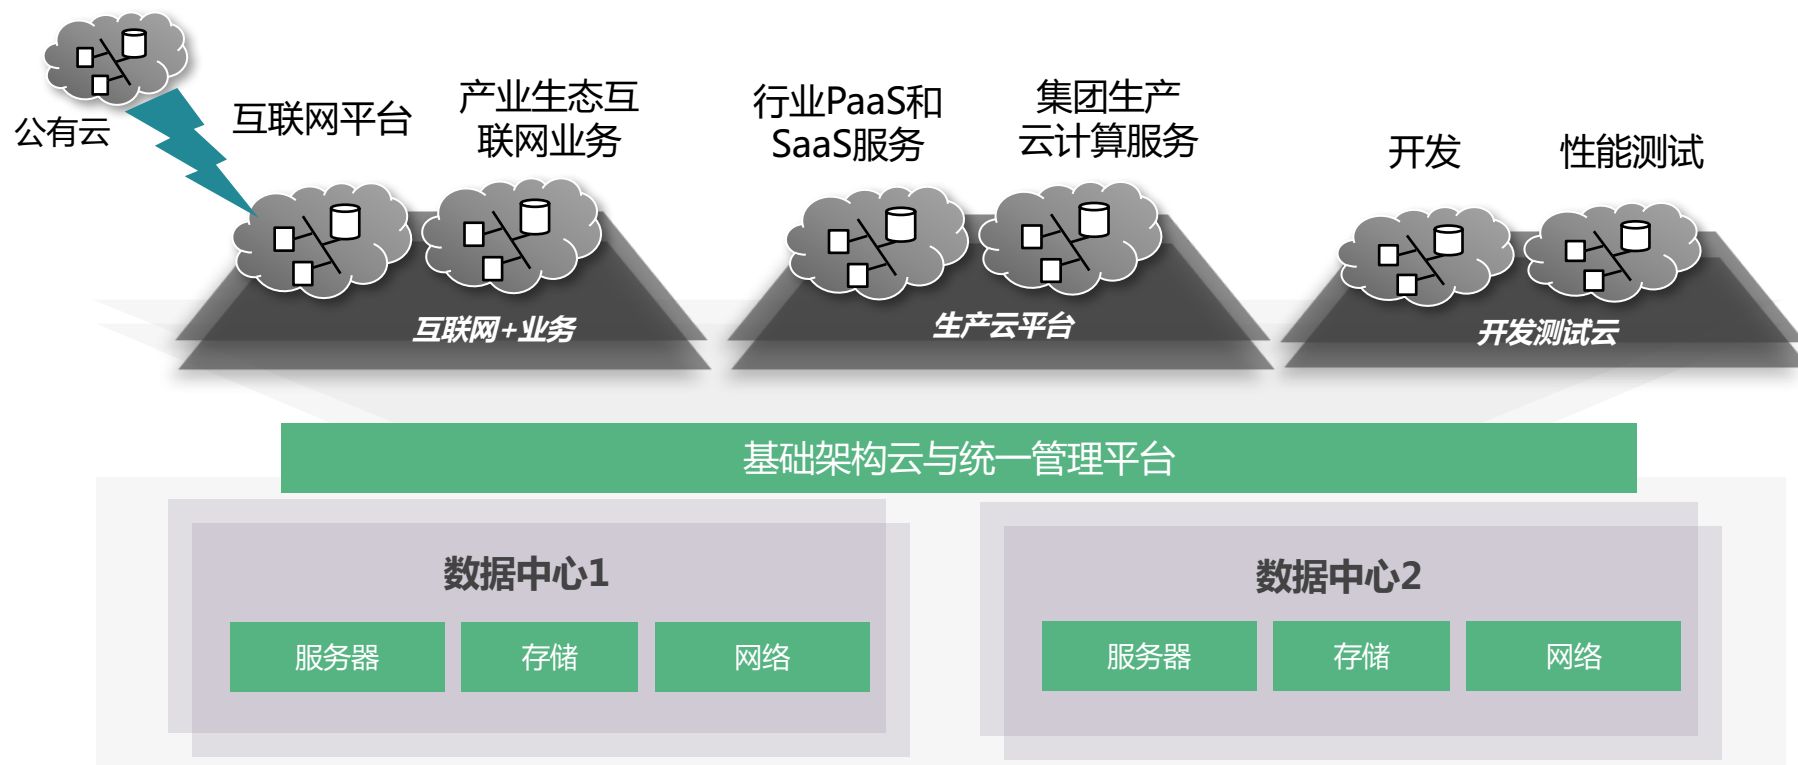 公有云
互联网平台
产业生态互
联网业务
行业PaaS和
SaaS服务
集团生产
云计算服务
开发
性能测试
互联网+业务
生产云平台
开发测试云
基础架构云与统一管理平台
数据中心1
服务器
存储
网络
数据中心2
服务器
存储
网络